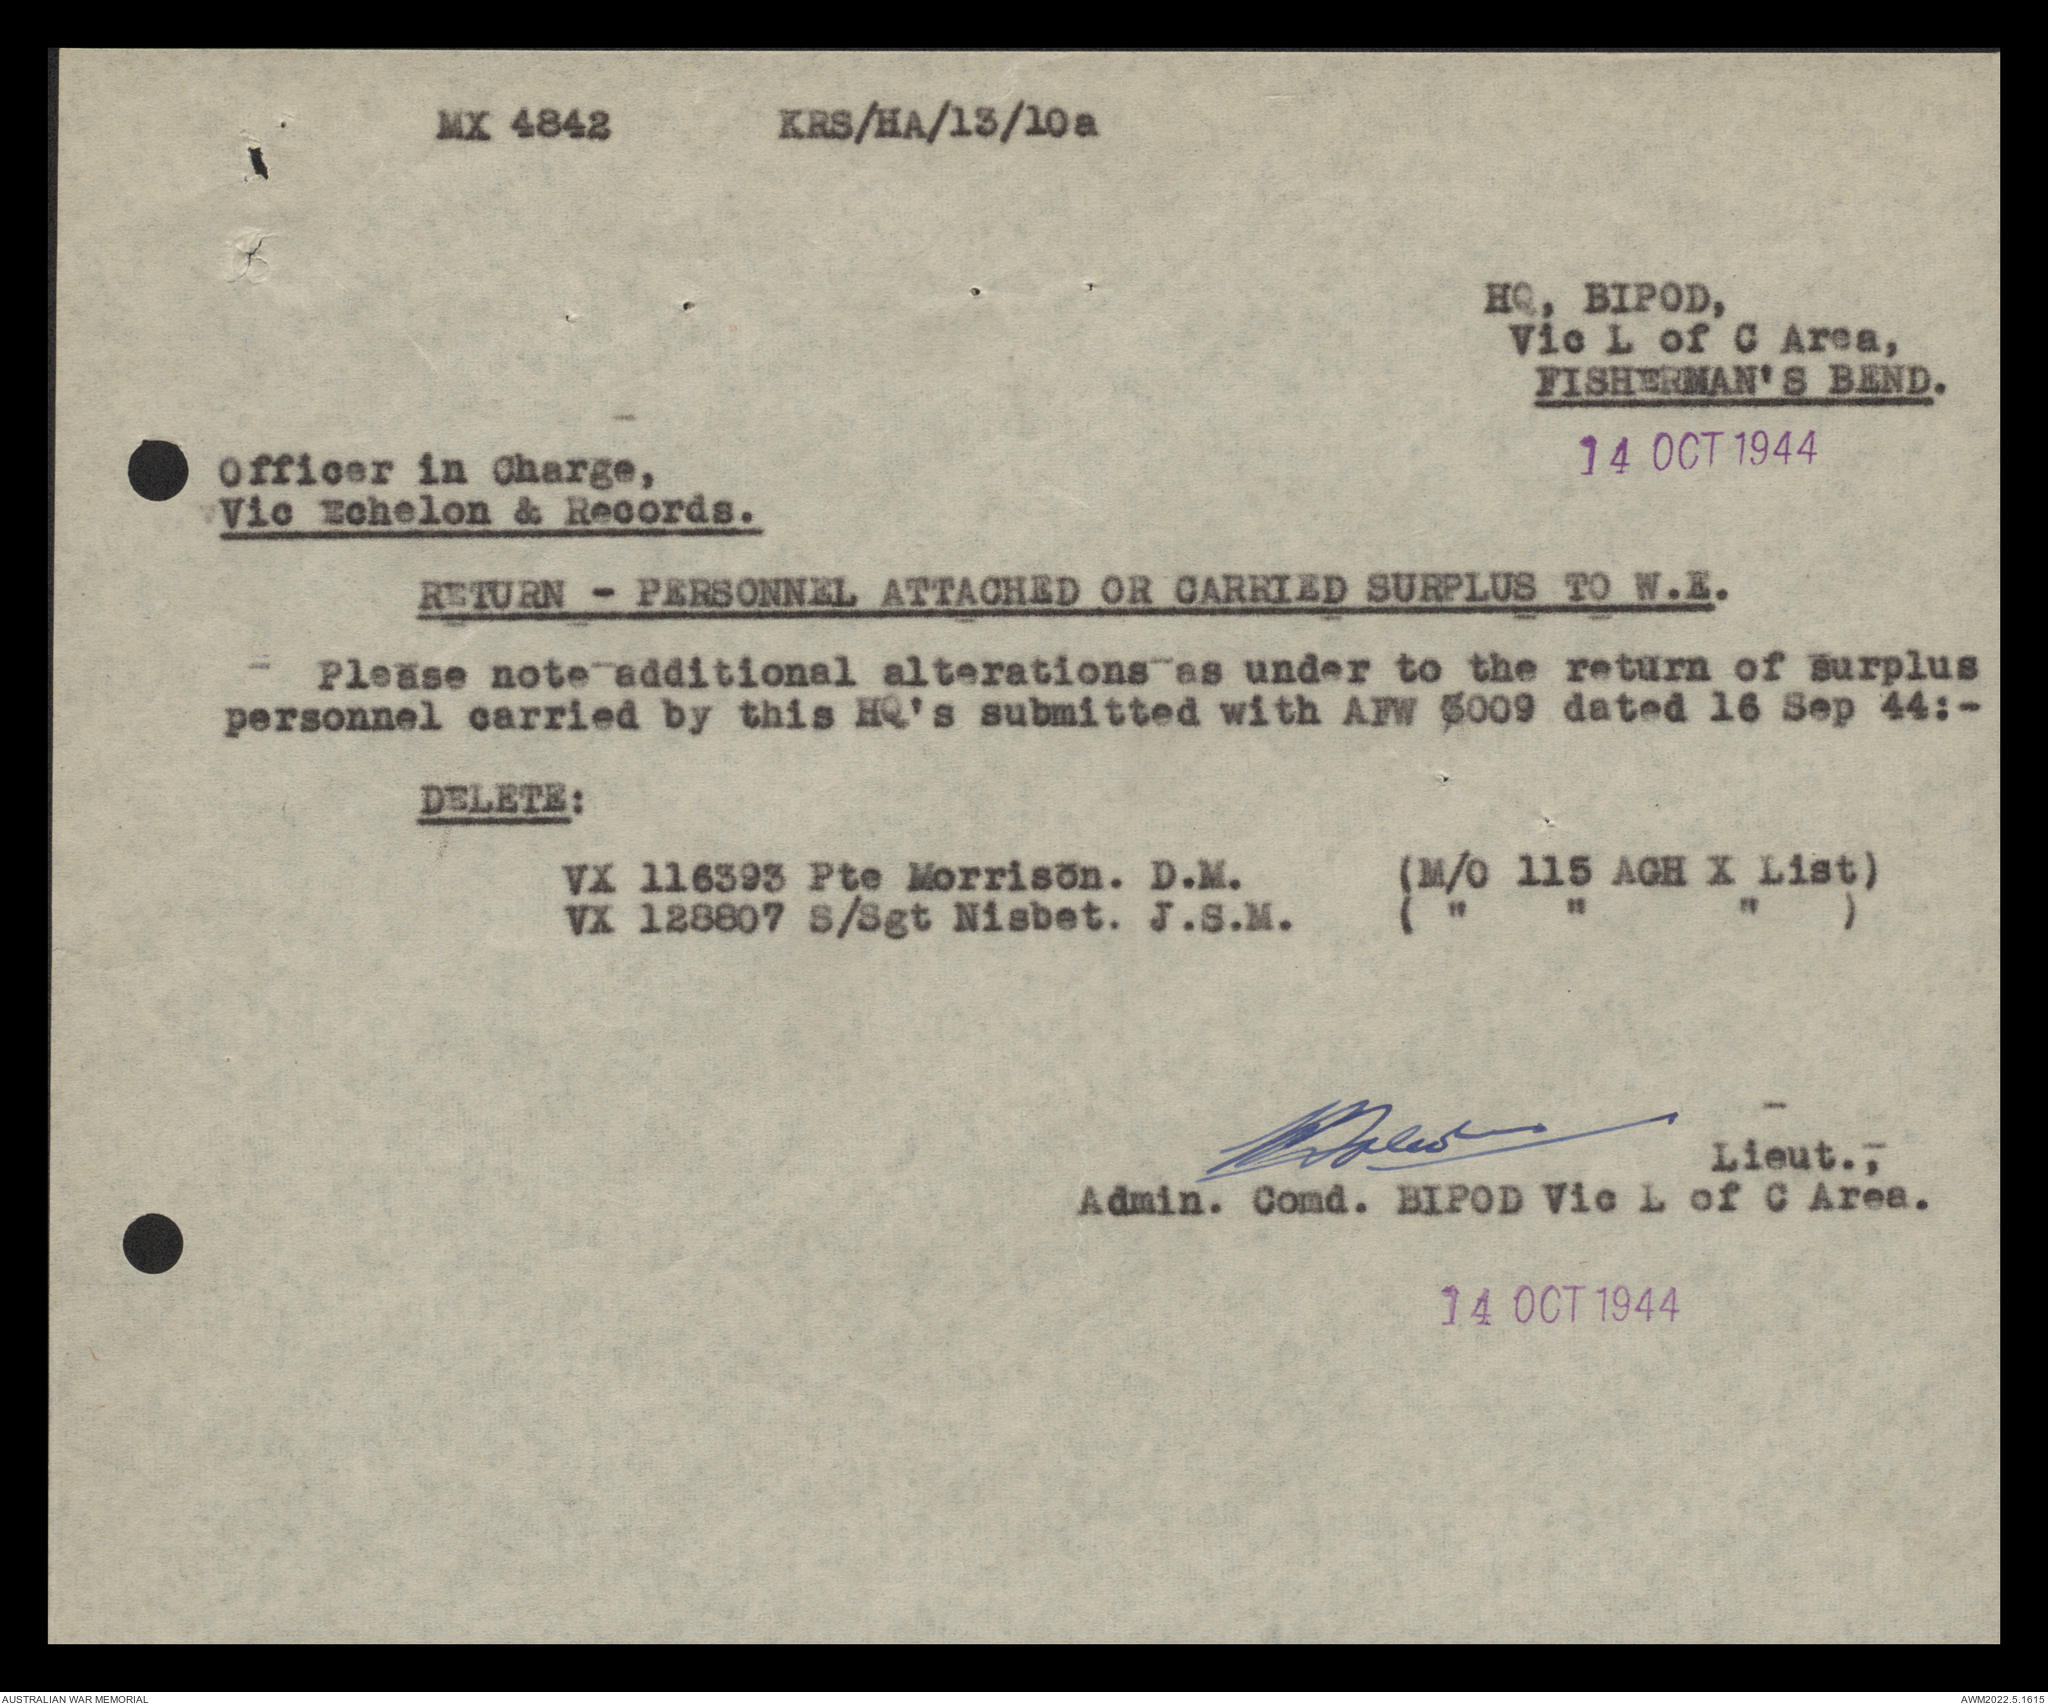 MX 4842 KRS/HA/13/10a
HQ, BIPOD,
Vic L of C Area,
FISHERMAN'S BEND.
14 OCT 1944
Officer in Charge,
Vic Echelon & Records.
RETURN - PERSONNEL ATTACHED OR CARRIED SURPLUS TO W.E.
Please note additional alterations as under to the return of surplus
personnel carried by this HQ's submitted with AFW 3009 dated 16 Sep 44:-
DELETE:
VX 116393 Pte Morrison. D.M. (M/O 115 AGH X List)
VX 128807 S/Sgt Nisbet. J.S.M. ( " " " )
Lieut.,
Admin. Comd. BIPOD Vic L of C Area.
14 OCT 1944
AUSTRALIAN WAR MEMORIAL AWM2022.5.1615